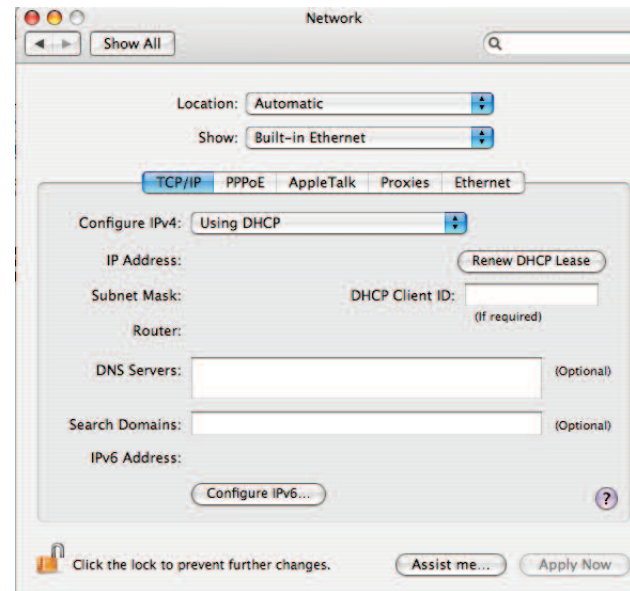 Network
Show All
Location: Automatic
Show: Built-in Ethernet
TCP/IP PPPoE AppleTalk Proxies Ethernet
Configure IPv4: Using DHCP
IP Address: Renew DHCP Lease
Subnet Mask: DHCP Client ID:
(If required)
Router:
DNS Servers: (Optional)
Search Domains: (Optional)
IPv6 Address:
Configure IPv6... ?
Click the lock to prevent further changes. Assist me... Apply Now